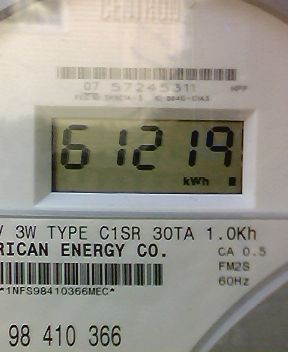 CENTRON
07 57245311
61219
kWh
V 3W TYPE C1SR 30TA 1.0Kh
RICAN ENERGY CO. CA 0.5
FM2S
*1NFS98410366MEC* 60Hz
98 410 366